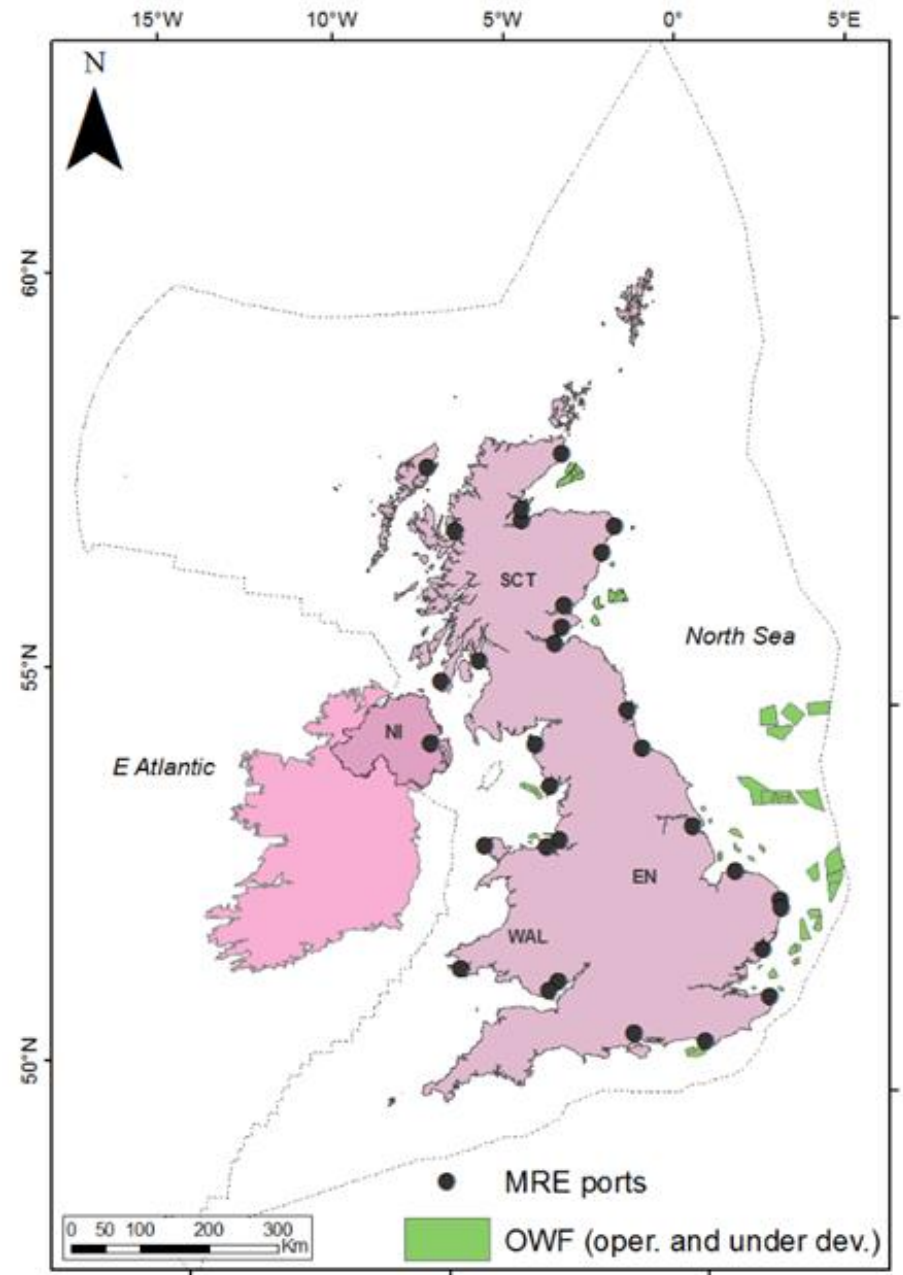 15°W 10°W 5°W 0° 5°E
N
60°N
SCT
North Sea
55°N
NI
E Atlantic
EN
WAL
50°N
MRE ports
0 50 100 200 300
Km
OWF (oper. and under dev.)